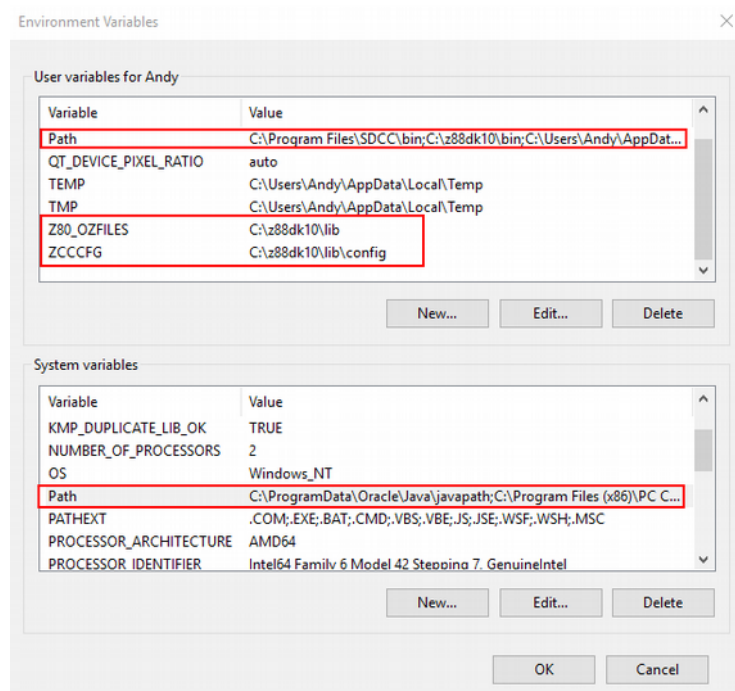 Environment Variables
User variables for Andy
Variable Value
Path C:\Program Files\SDCC\bin;C:\z88dk10\bin;C:\Users\Andy\AppDat...
QT_DEVICE_PIXEL_RATIO auto
TEMP C:\Users\Andy\AppData\Local\Temp
TMP C:\Users\Andy\AppData\Local\Temp
Z80_OZFILES C:\z88dk10\lib
ZCCCFG C:\z88dk10\lib\config
New... Edit... Delete
System variables
Variable Value
KMP_DUPLICATE_LIB_OK TRUE
NUMBER_OF_PROCESSORS 2
OS Windows_NT
Path C:\ProgramData\Oracle\Java\javapath;C:\Program Files (x86)\PC C...
PATHEXT .COM;.EXE;.BAT;.CMD;.VBS;.VBE;.JS;.JSE;.WSF;.WSH;.MSC
PROCESSOR_ARCHITECTURE AMD64
PROCESSOR IDENTIFIER Intel64 Family 6 Model 42 Stepping 7, GenuineIntel
New... Edit... Delete
OK Cancel